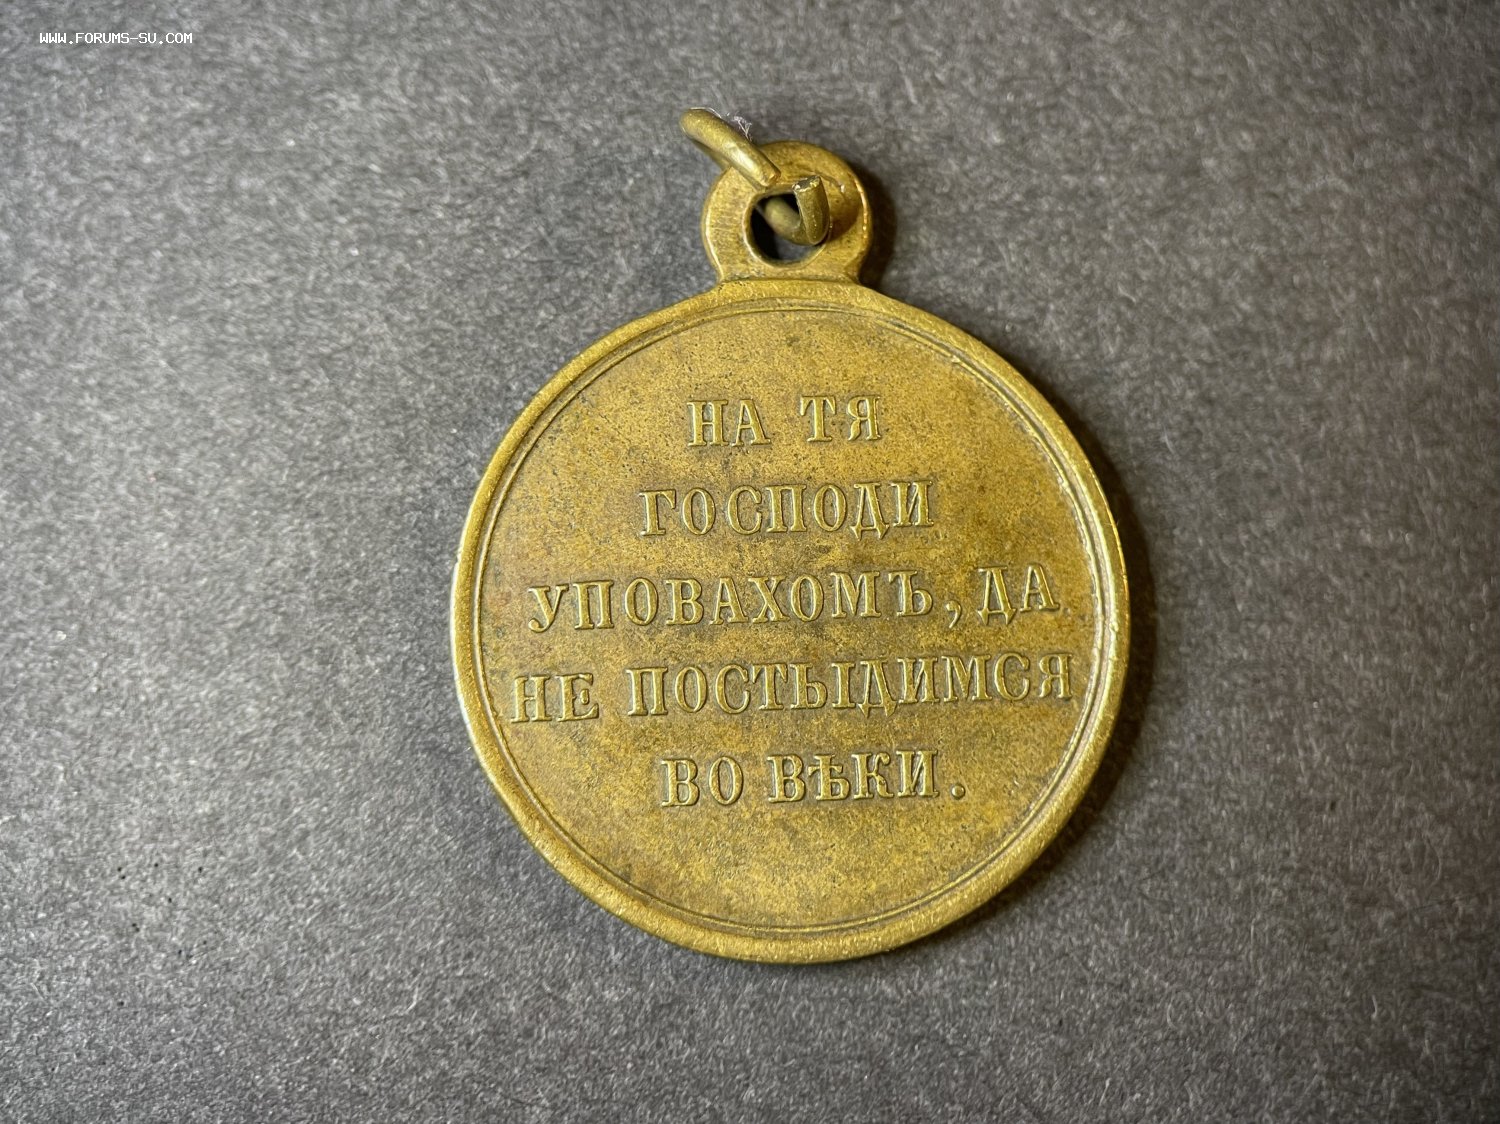 WWW.FORUMS-SU.COM
НА ТЯ
ГОСПОДИ
УПОВАХОМЪ, ДА
НЕ ПОСТЫДИМСЯ
ВО ВѢКИ.